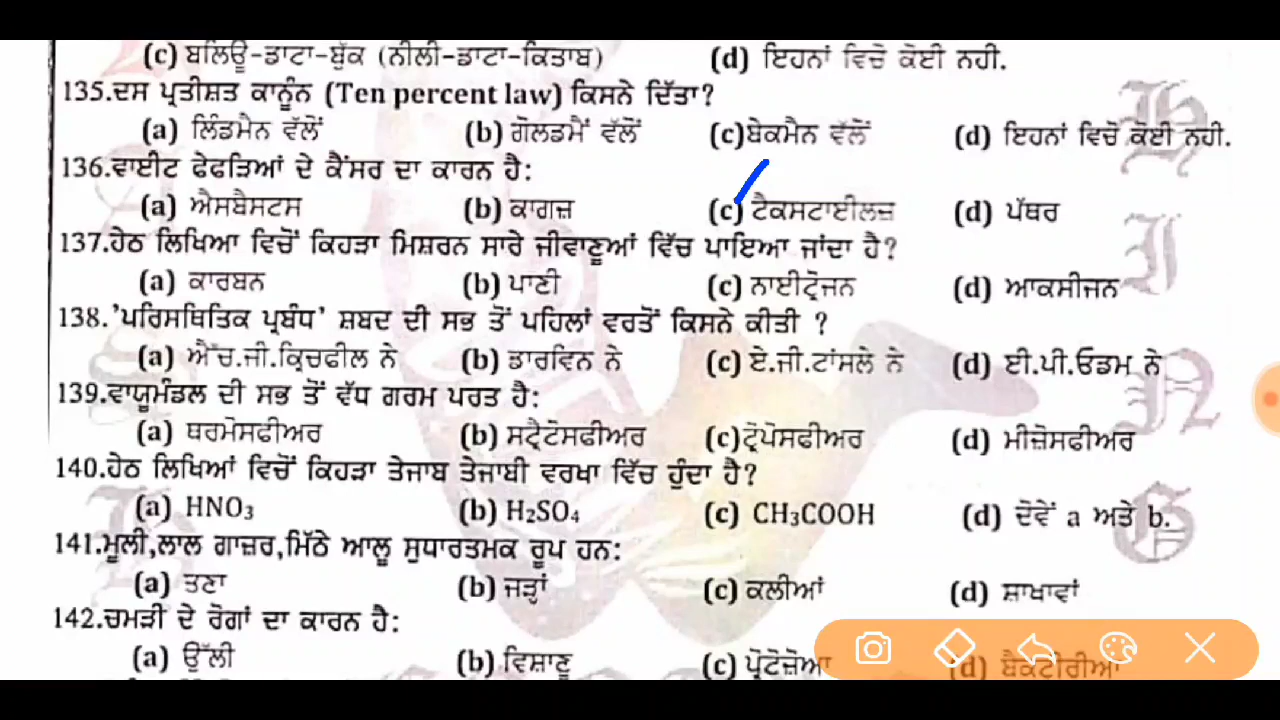 (c) ਬਲਿਊ-ਡਾਟਾ-ਬੁੱਕ (ਨੀਲੀ-ਡਾਟਾ-ਕਿਤਾਬ) (d) ਇਹਨਾਂ ਵਿਚੋ ਕੋਈ ਨਹੀ.
135.ਦਸ ਪ੍ਰਤੀਸ਼ਤ ਕਾਨੂੰਨ (Ten percent law) ਕਿਸਨੇ ਦਿੱਤਾ?
(a) ਲਿੰਡਮੈਨ ਵੱਲੋਂ (b) ਗੋਲਡਮੈਂ ਵੱਲੋਂ (c)ਬੇਕਮੈਨ ਵੱਲੋਂ (d) ਇਹਨਾਂ ਵਿਚੋ ਕੋਈ ਨਹੀ.
136.ਵਾਈਟ ਫੇਫੜਿਆਂ ਦੇ ਕੈਂਸਰ ਦਾ ਕਾਰਨ ਹੈ:
(a) ਐਸਬੈਸਟਸ (b) ਕਾਗਜ਼ (c) ਟੈਕਸਟਾਈਲਜ਼ (d) ਪੱਥਰ
137.ਹੇਠ ਲਿਖਿਆ ਵਿਚੋਂ ਕਿਹੜਾ ਮਿਸ਼ਰਨ ਸਾਰੇ ਜੀਵਾਣੂਆਂ ਵਿੱਚ ਪਾਇਆ ਜਾਂਦਾ ਹੈ?
(a) ਕਾਰਬਨ (b) ਪਾਣੀ (c) ਨਾਈਟ੍ਰੋਜਨ (d) ਆਕਸੀਜਨ
138.’ਪਰਿਸਥਿਤਿਕ ਪ੍ਰਬੰਧ’ ਸ਼ਬਦ ਦੀ ਸਭ ਤੋਂ ਪਹਿਲਾਂ ਵਰਤੋਂ ਕਿਸਨੇ ਕੀਤੀ ?
(a) ਐੱਚ.ਜੀ.ਕ੍ਰਿਚਫੀਲ ਨੇ (b) ਡਾਰਵਿਨ ਨੇ (c) ਏ.ਜੀ.ਟਾਂਸਲੇ ਨੇ (d) ਈ.ਪੀ.ਓਡਮ ਨੇ
139.ਵਾਯੂਮੰਡਲ ਦੀ ਸਭ ਤੋਂ ਵੱਧ ਗਰਮ ਪਰਤ ਹੈ:
(a) ਥਰਮੋਸਫੀਅਰ (b) ਸਟ੍ਰੈਟੋਸਫੀਅਰ (c)ਟ੍ਰੋਪੋਸਫੀਅਰ (d) ਮੀਜ਼ੋਸਫੀਅਰ
140.ਹੇਠ ਲਿਖਿਆਂ ਵਿਚੋਂ ਕਿਹੜਾ ਤੇਜਾਬ ਤੇਜਾਬੀ ਵਰਖਾ ਵਿੱਚ ਹੁੰਦਾ ਹੈ?
(a) HNO₃ (b) H₂SO₄ (c) CH₃COOH (d) ਦੋਵੇਂ a ਅਤੇ b.
141.ਮੂਲੀ,ਲਾਲ ਗਾਜ਼ਰ,ਮਿੱਠੇ ਆਲੂ ਸੁਧਾਰਤਮਕ ਰੂਪ ਹਨ:
(a) ਤਣਾ (b) ਜੜ੍ਹਾਂ (c) ਕਲੀਆਂ (d) ਸ਼ਾਖਾਵਾਂ
142.ਚਮੜੀ ਦੇ ਰੋਗਾਂ ਦਾ ਕਾਰਨ ਹੈ:
(a) ਉੱਲੀ (b) ਵਿਸ਼ਾਣੂ (c) ਪ੍ਰੋਟੋਜ਼ੋਆ (d) ਬੈਕਟੀਰੀਆ